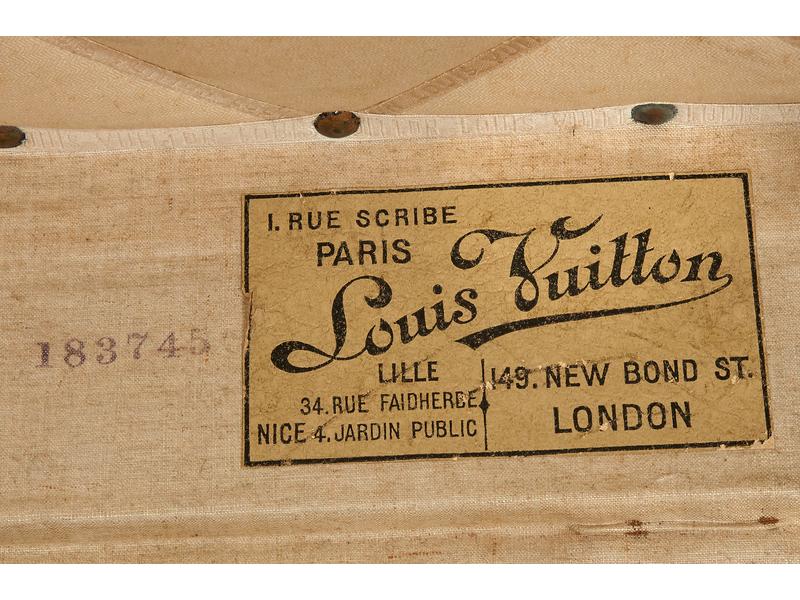 1. RUE SCRIBE
PARIS
Louis Vuitton
LILLE
34. RUE FAIDHERBE
NICE 4. JARDIN PUBLIC
149. NEW BOND ST.
LONDON
183745